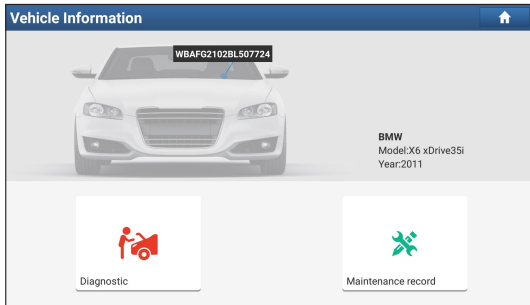 Vehicle Information
WBAFG2102BL507724
BMW
Model:X6 xDrive35i
Year:2011
Diagnostic
Maintenance record